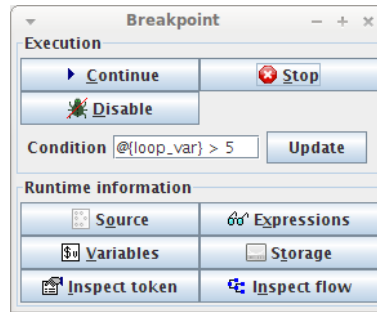 Breakpoint
Execution
Continue
Stop
Disable
Condition @{loop_var} > 5 Update
Runtime information
Source
Expressions
$v Variables
Storage
Inspect token
Inspect flow